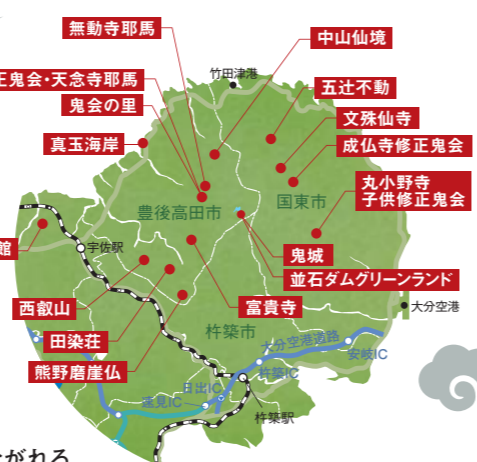 無動寺耶馬
中山仙境
竹田津港
王鬼会・天念寺耶馬
五辻不動
鬼会の里
文殊仙寺
真玉海岸
成仏寺修正鬼会
丸小野寺
子供修正鬼会
国東市
豊後高田市
館
宇佐駅
鬼城
並石ダムグリーンランド
西叡山
富貴寺
大分空港
田染荘
杵築市
大分空港道路
安岐IC
熊野磨崖仏
杵築IC
日出IC
速見IC
杵築駅
がれる